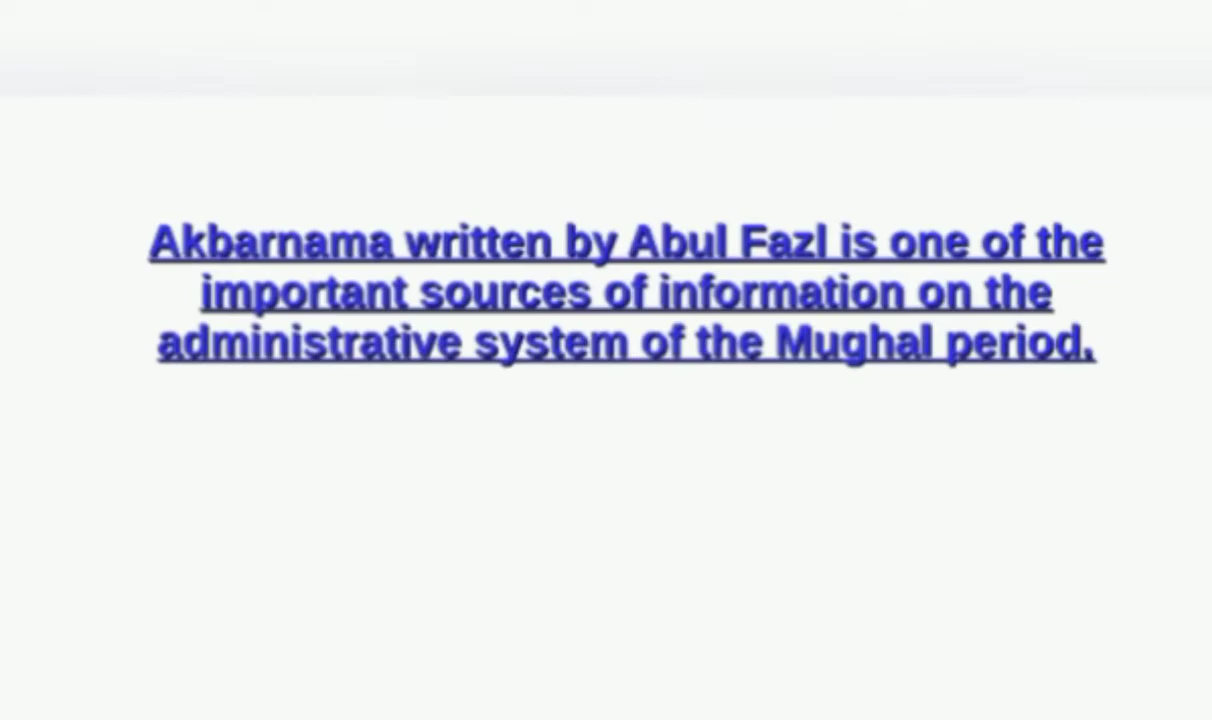 Akbarnama written by Abul Fazl is one of the
important sources of information on the
administrative system of the Mughal period.